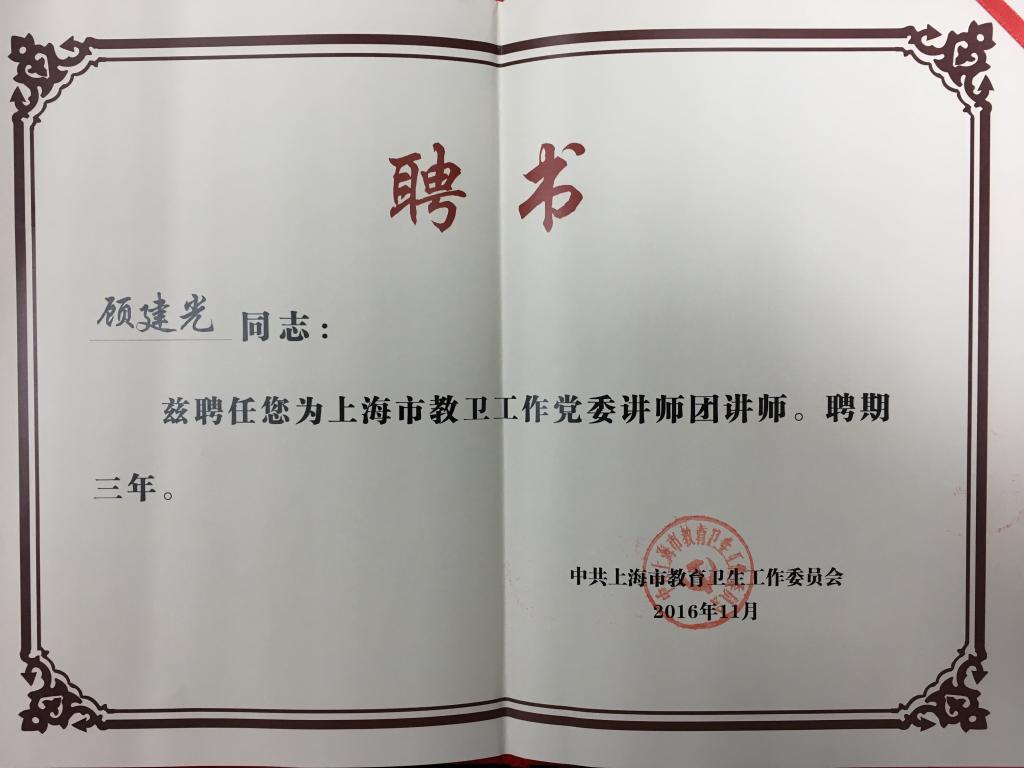 聘书
顾建光 同志：
兹聘任您为上海市教卫工作党委讲师团讲师。聘期
三年。
中共上海市教育卫生工作委员会
2016年11月